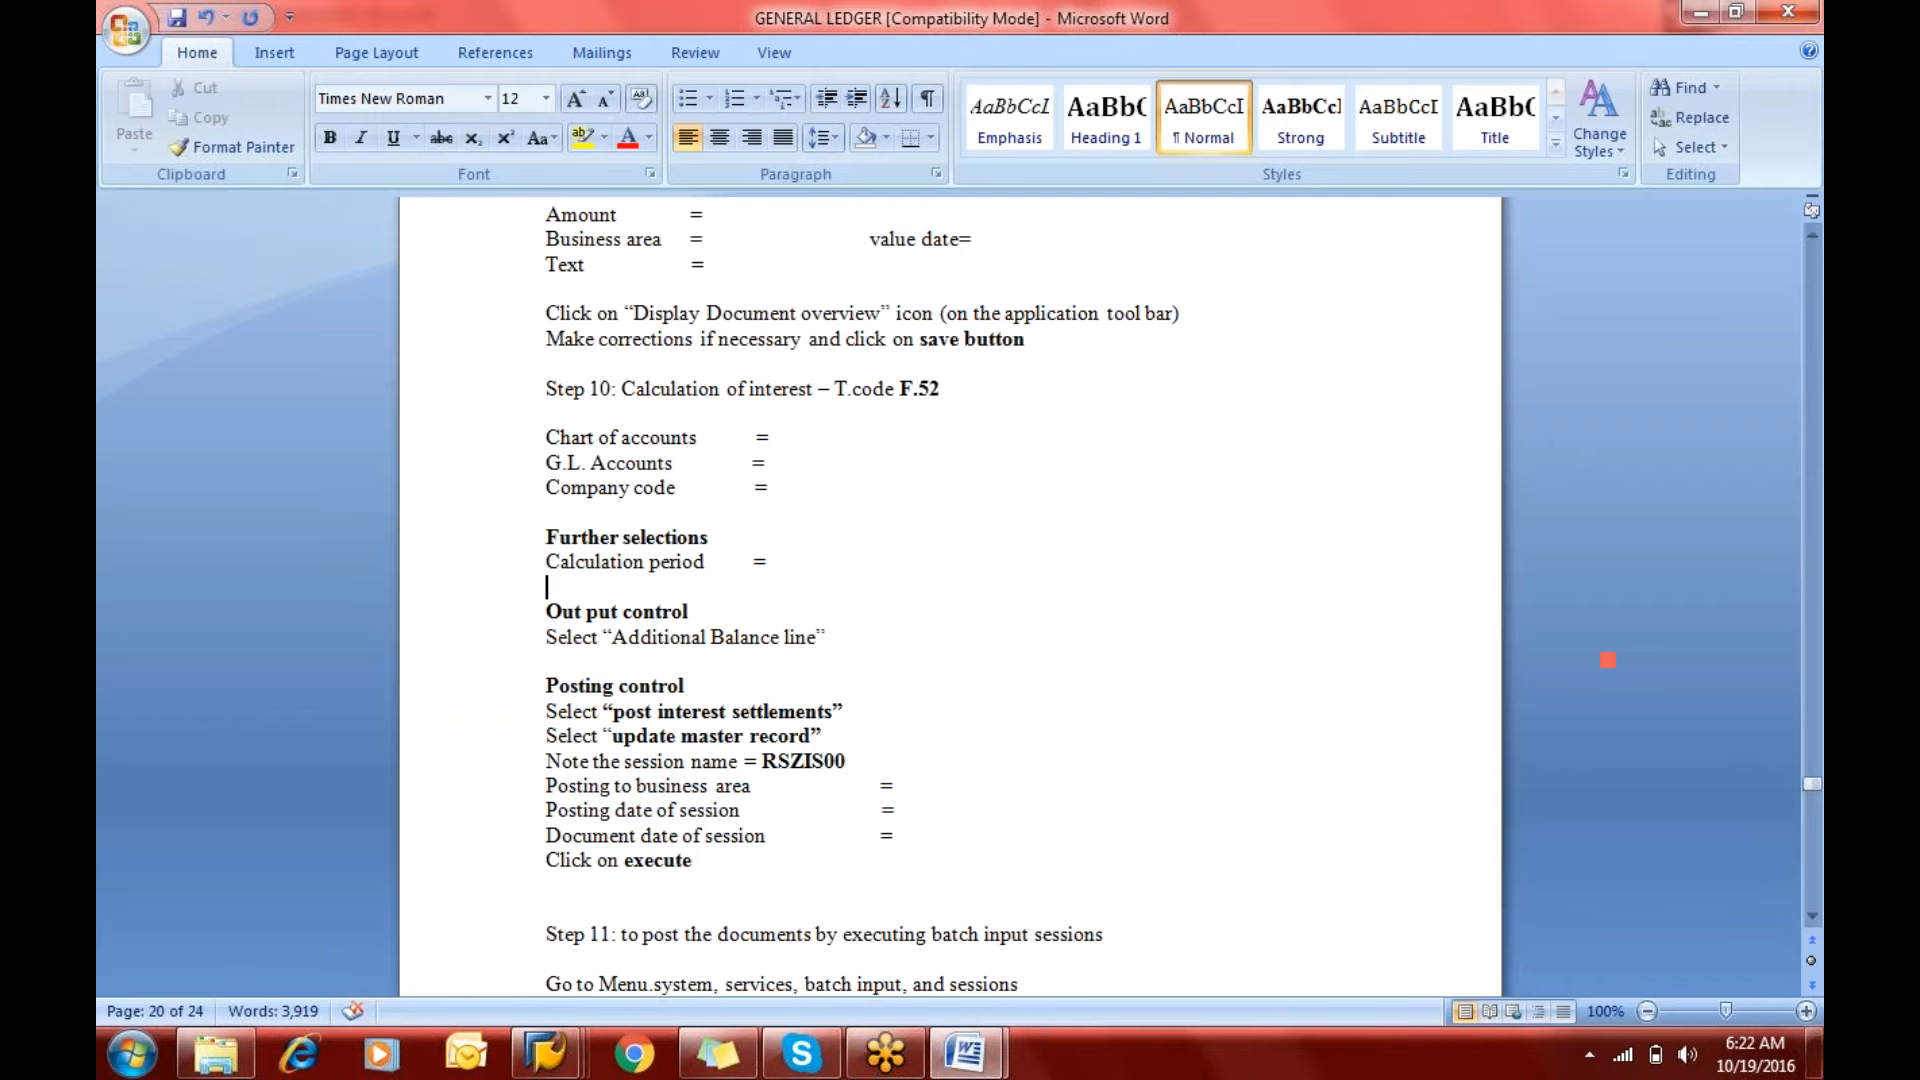 GENERAL LEDGER [Compatibility Mode] - Microsoft Word
Home Insert Page Layout References Mailings Review View
Paste
Cut
Copy
Format Painter
Clipboard
Times New Roman 12
Font
Paragraph
AaBbCcI AaBbC AaBbCcI AaBbCcI AaBbCcI AaBbC
Emphasis Heading 1 ¶ Normal Strong Subtitle Title
Change Styles
Styles
Find
Replace
Select
Editing
Amount =
Business area = value date=
Text =
Click on “Display Document overview” icon (on the application tool bar)
Make corrections if necessary and click on save button
Step 10: Calculation of interest – T.code F.52
Chart of accounts =
G.L. Accounts =
Company code =
Further selections
Calculation period =
Out put control
Select “Additional Balance line”
Posting control
Select “post interest settlements”
Select “update master record”
Note the session name = RSZIS00
Posting to business area =
Posting date of session =
Document date of session =
Click on execute
Step 11: to post the documents by executing batch input sessions
Go to Menu.system, services, batch input, and sessions
Page: 20 of 24 Words: 3,919 100%
6:22 AM
10/19/2016